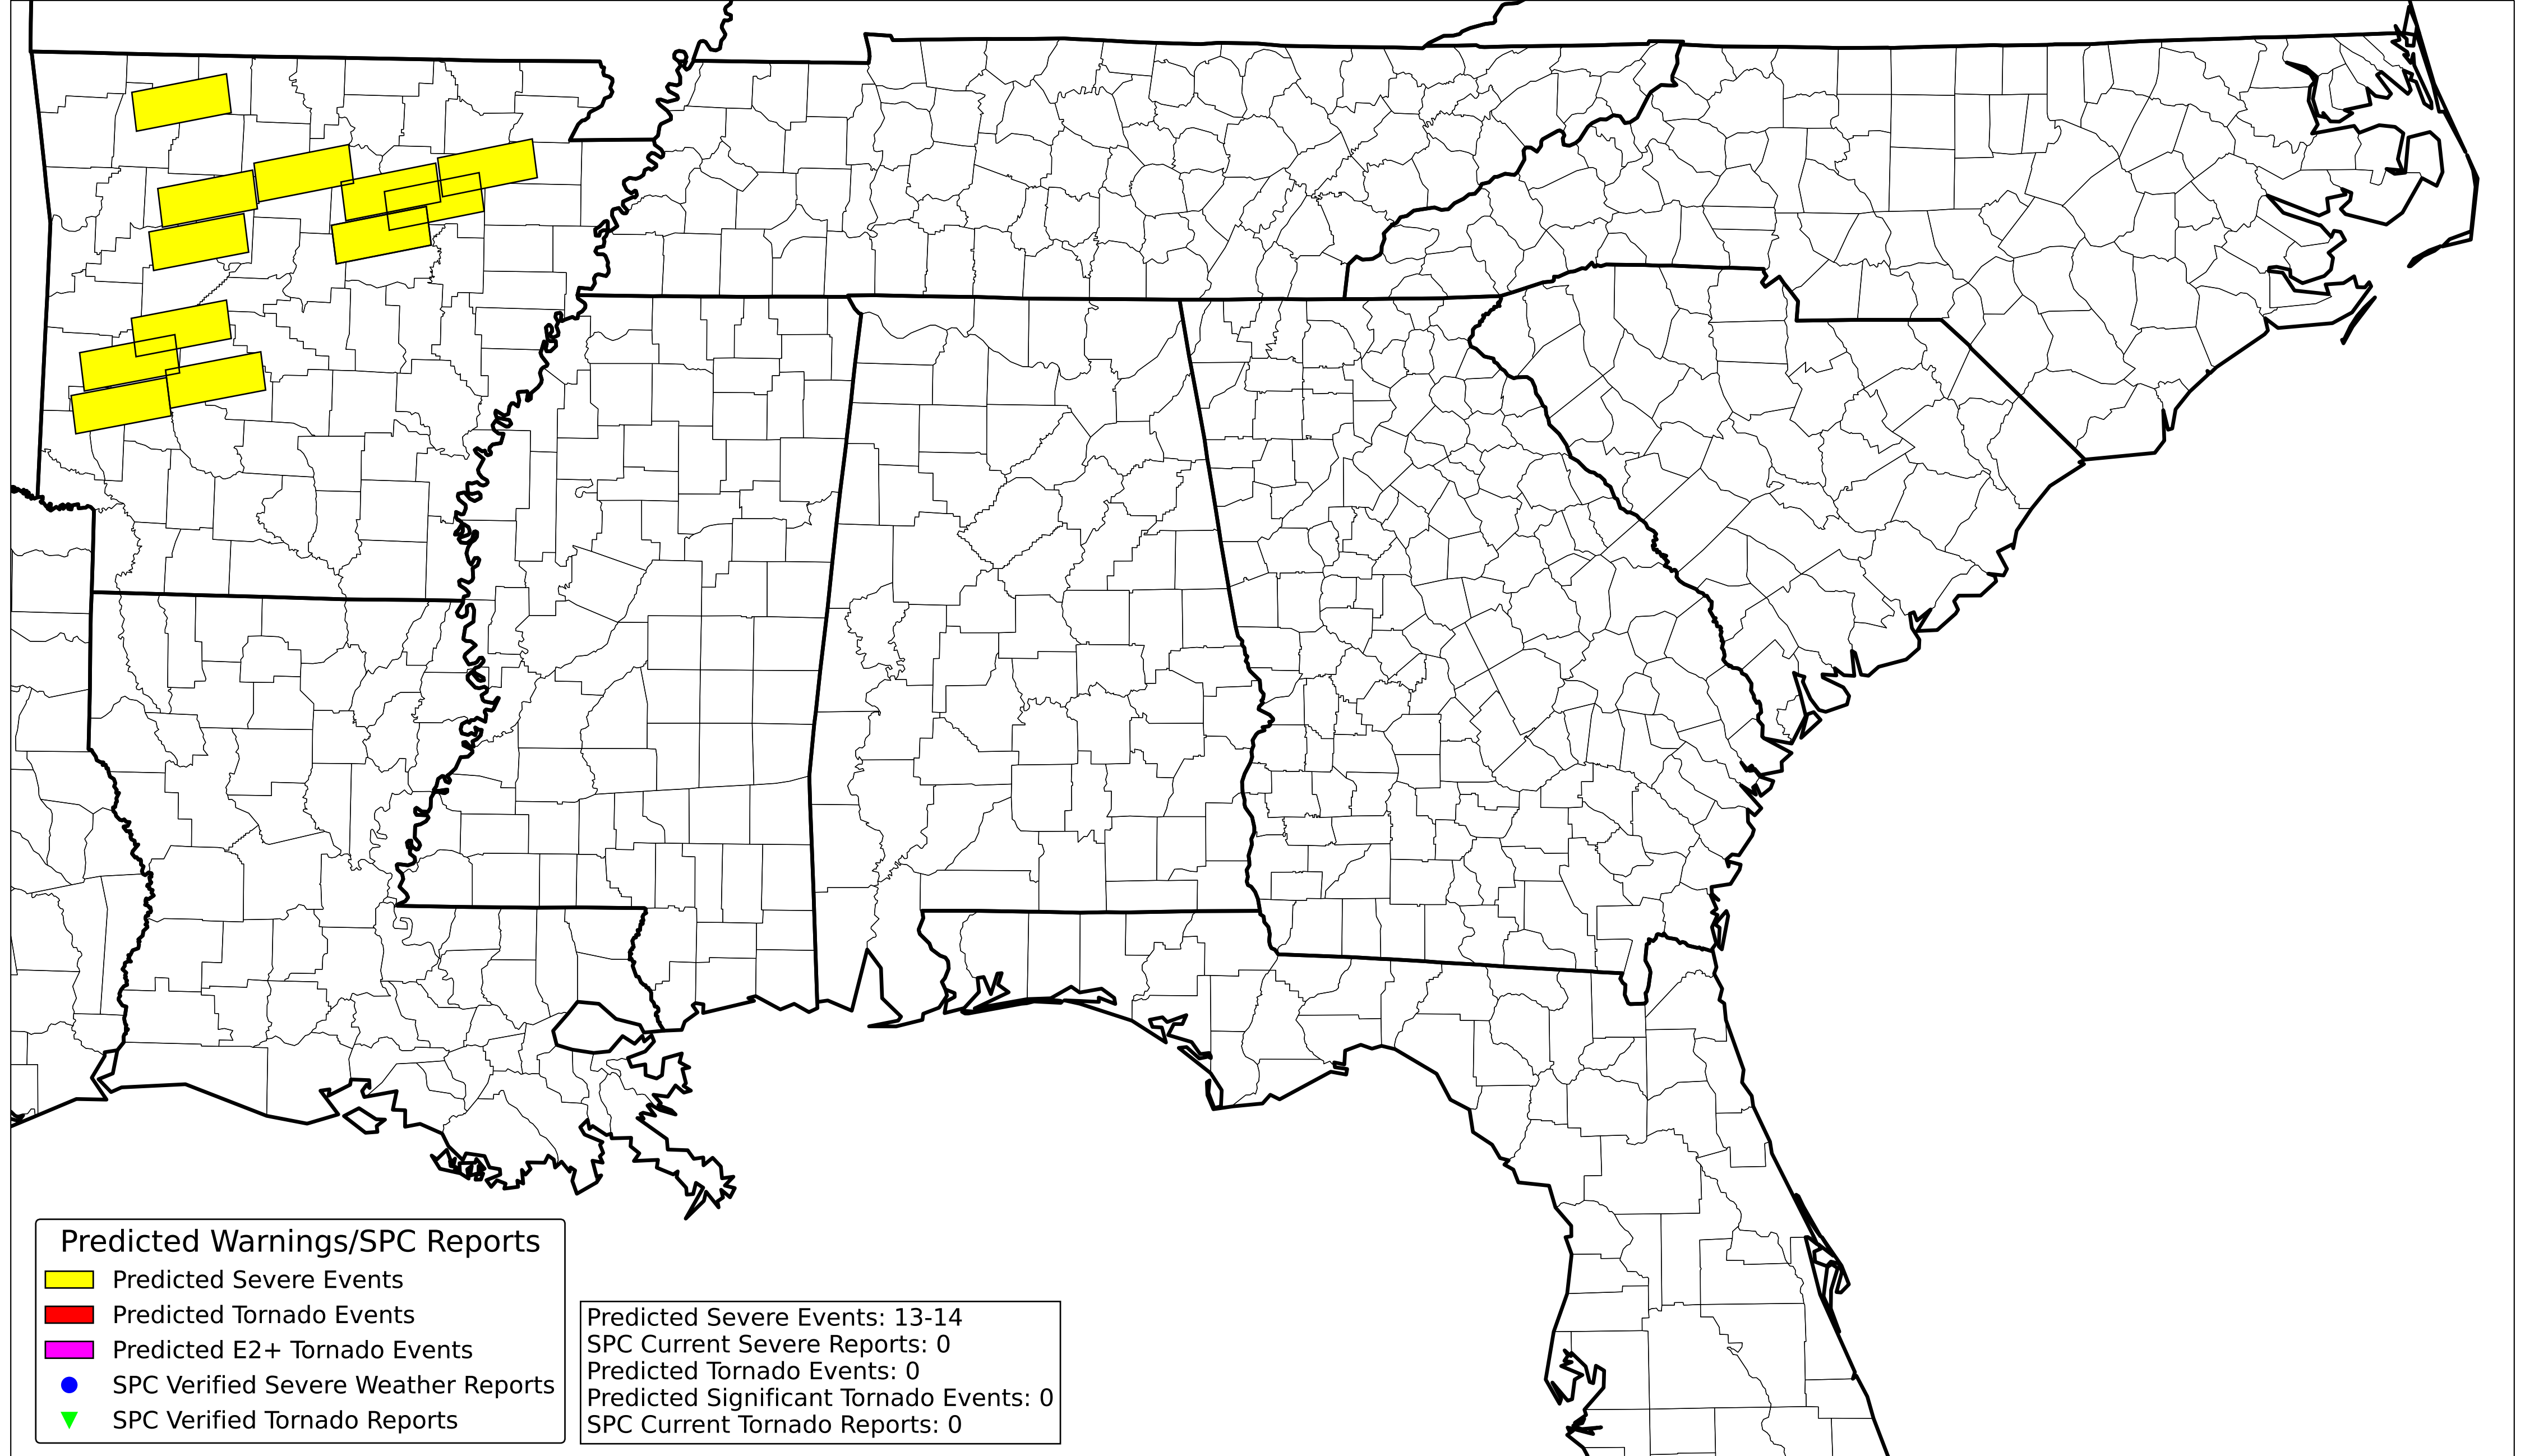 Predicted Warnings/SPC Reports
Predicted Severe Events
Predicted Tornado Events
Predicted E2+ Tornado Events
SPC Verified Severe Weather Reports
SPC Verified Tornado Reports
Predicted Severe Events: 13-14
SPC Current Severe Reports: 0
Predicted Tornado Events: 0
Predicted Significant Tornado Events: 0
SPC Current Tornado Reports: 0